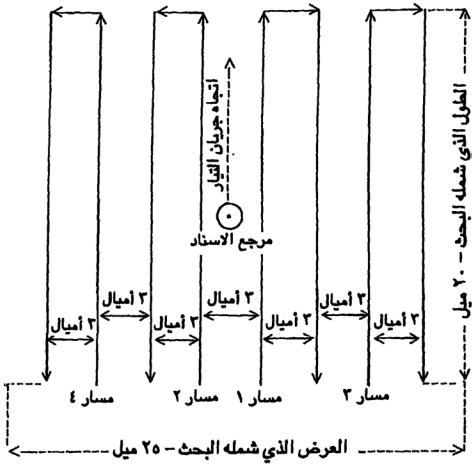 اتجاه جريان التيار
مرجع الاسناد
الطول الذي شمله البحث - ٢٠ ميل
٣ أميال
٣ أميال
٣ أميال
٣ أميال
٣ أميال
٣ أميال
٣ أميال
مسار ٣
مسار ١
مسار ٢
مسار ٤
العرض الذي شمله البحث - ٢٥ ميل